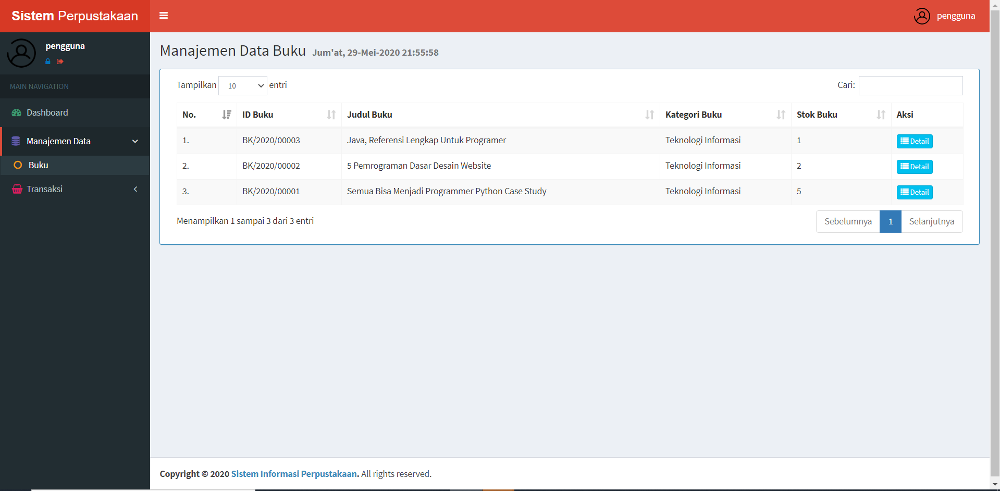 Sistem Perpustakaan
pengguna
pengguna
MAIN NAVIGATION
Dashboard
Manajemen Data
Buku
Transaksi
Manajemen Data Buku Jum'at, 29-Mei-2020 21:55:58
Tampilkan 10 entri Cari:
No. ID Buku Judul Buku Kategori Buku Stok Buku Aksi
1. BK/2020/00003 Java, Referensi Lengkap Untuk Programer Teknologi Informasi 1 Detail
2. BK/2020/00002 5 Pemrograman Dasar Desain Website Teknologi Informasi 2 Detail
3. BK/2020/00001 Semua Bisa Menjadi Programmer Python Case Study Teknologi Informasi 5 Detail
Menampilkan 1 sampai 3 dari 3 entri Sebelumnya 1 Selanjutnya
Copyright © 2020 Sistem Informasi Perpustakaan. All rights reserved.